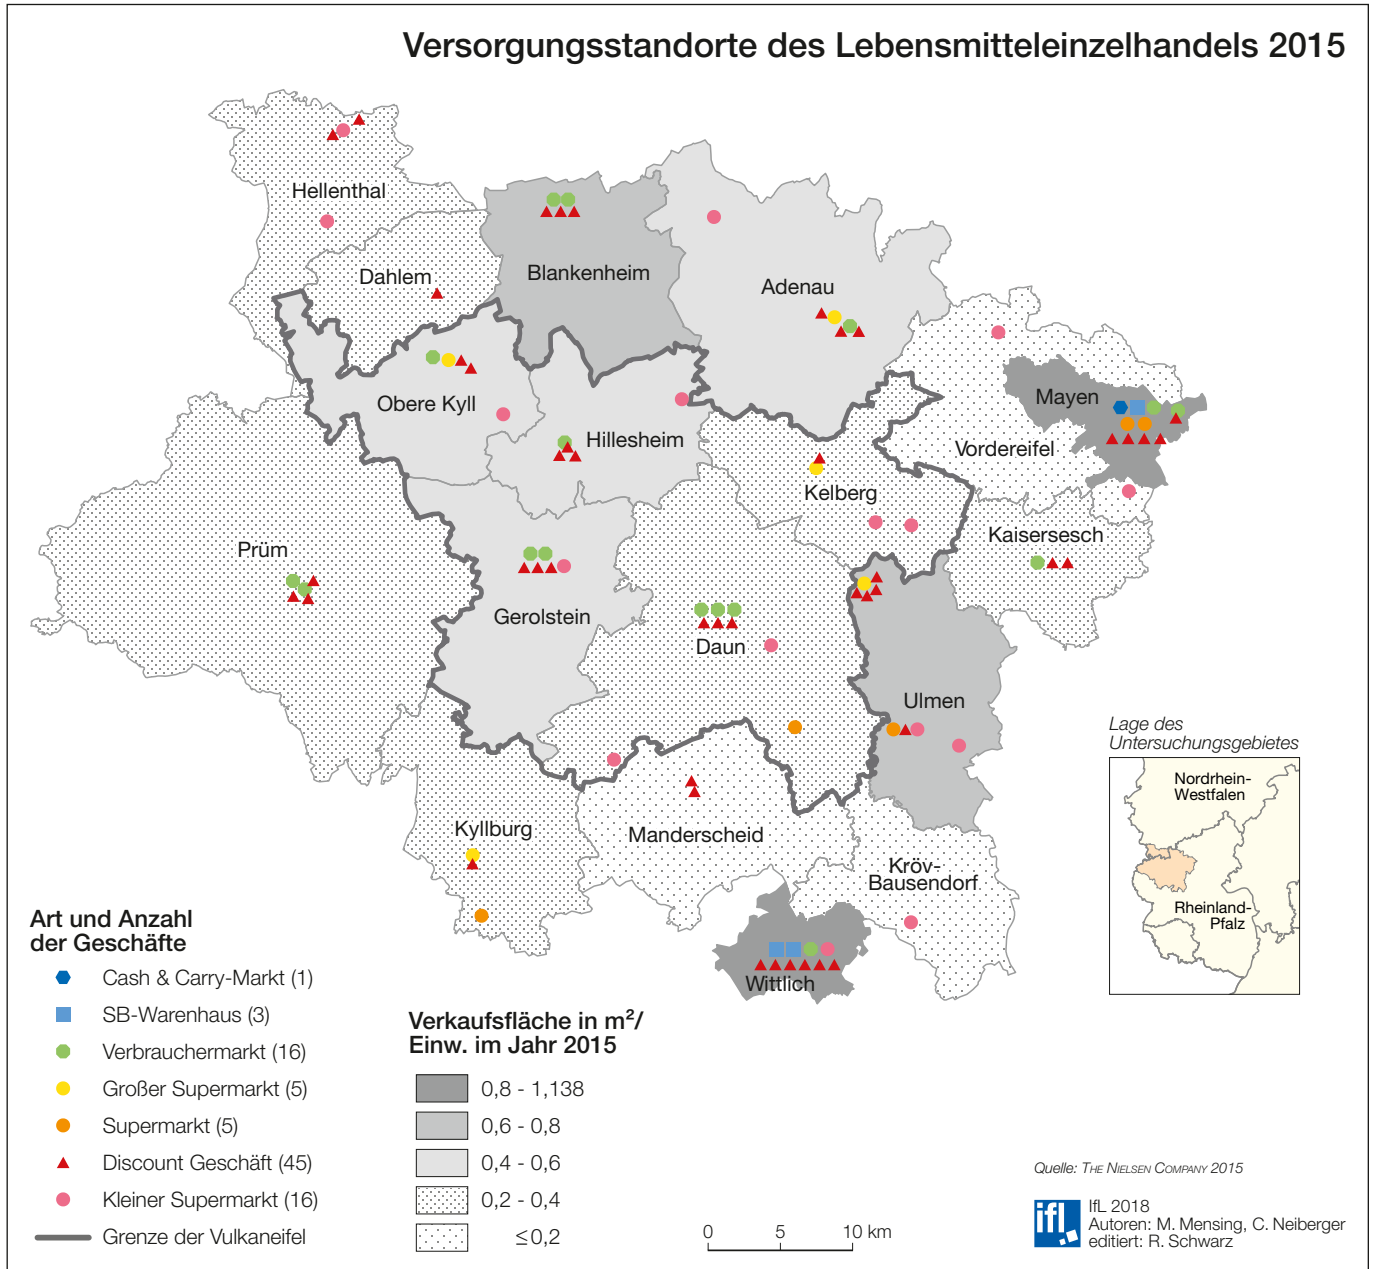 Versorgungsstandorte des Lebensmitteleinzelhandels 2015
Hellenthal
Dahlem
Blankenheim
Adenau
Obere Kyll
Hillesheim
Mayen
Vordereifel
Kelberg
Kaisersesch
Prüm
Gerolstein
Daun
Ulmen
Kyllburg
Manderscheid
Kröv-
Bausendorf
Wittlich
Lage des
Untersuchungsgebietes
Nordrhein-
Westfalen
Rheinland-
Pfalz
Art und Anzahl
der Geschäfte
Cash & Carry-Markt (1)
SB-Warenhaus (3)
Verbrauchermarkt (16)
Großer Supermarkt (5)
Supermarkt (5)
Discount Geschäft (45)
Kleiner Supermarkt (16)
Grenze der Vulkaneifel
Verkaufsfläche in m²/
Einw. im Jahr 2015
0,8 - 1,138
0,6 - 0,8
0,4 - 0,6
0,2 - 0,4
≤ 0,2
0 5 10 km
Quelle: THE NIELSEN COMPANY 2015
ifl
IfL 2018
Autoren: M. Mensing, C. Neiberger
editiert: R. Schwarz